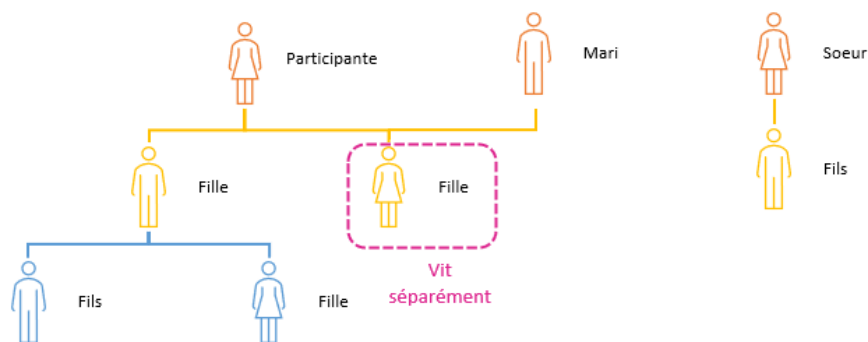 Participante
Mari
Soeur
Fille
Fille
Fils
Vit
séparément
Fils
Fille